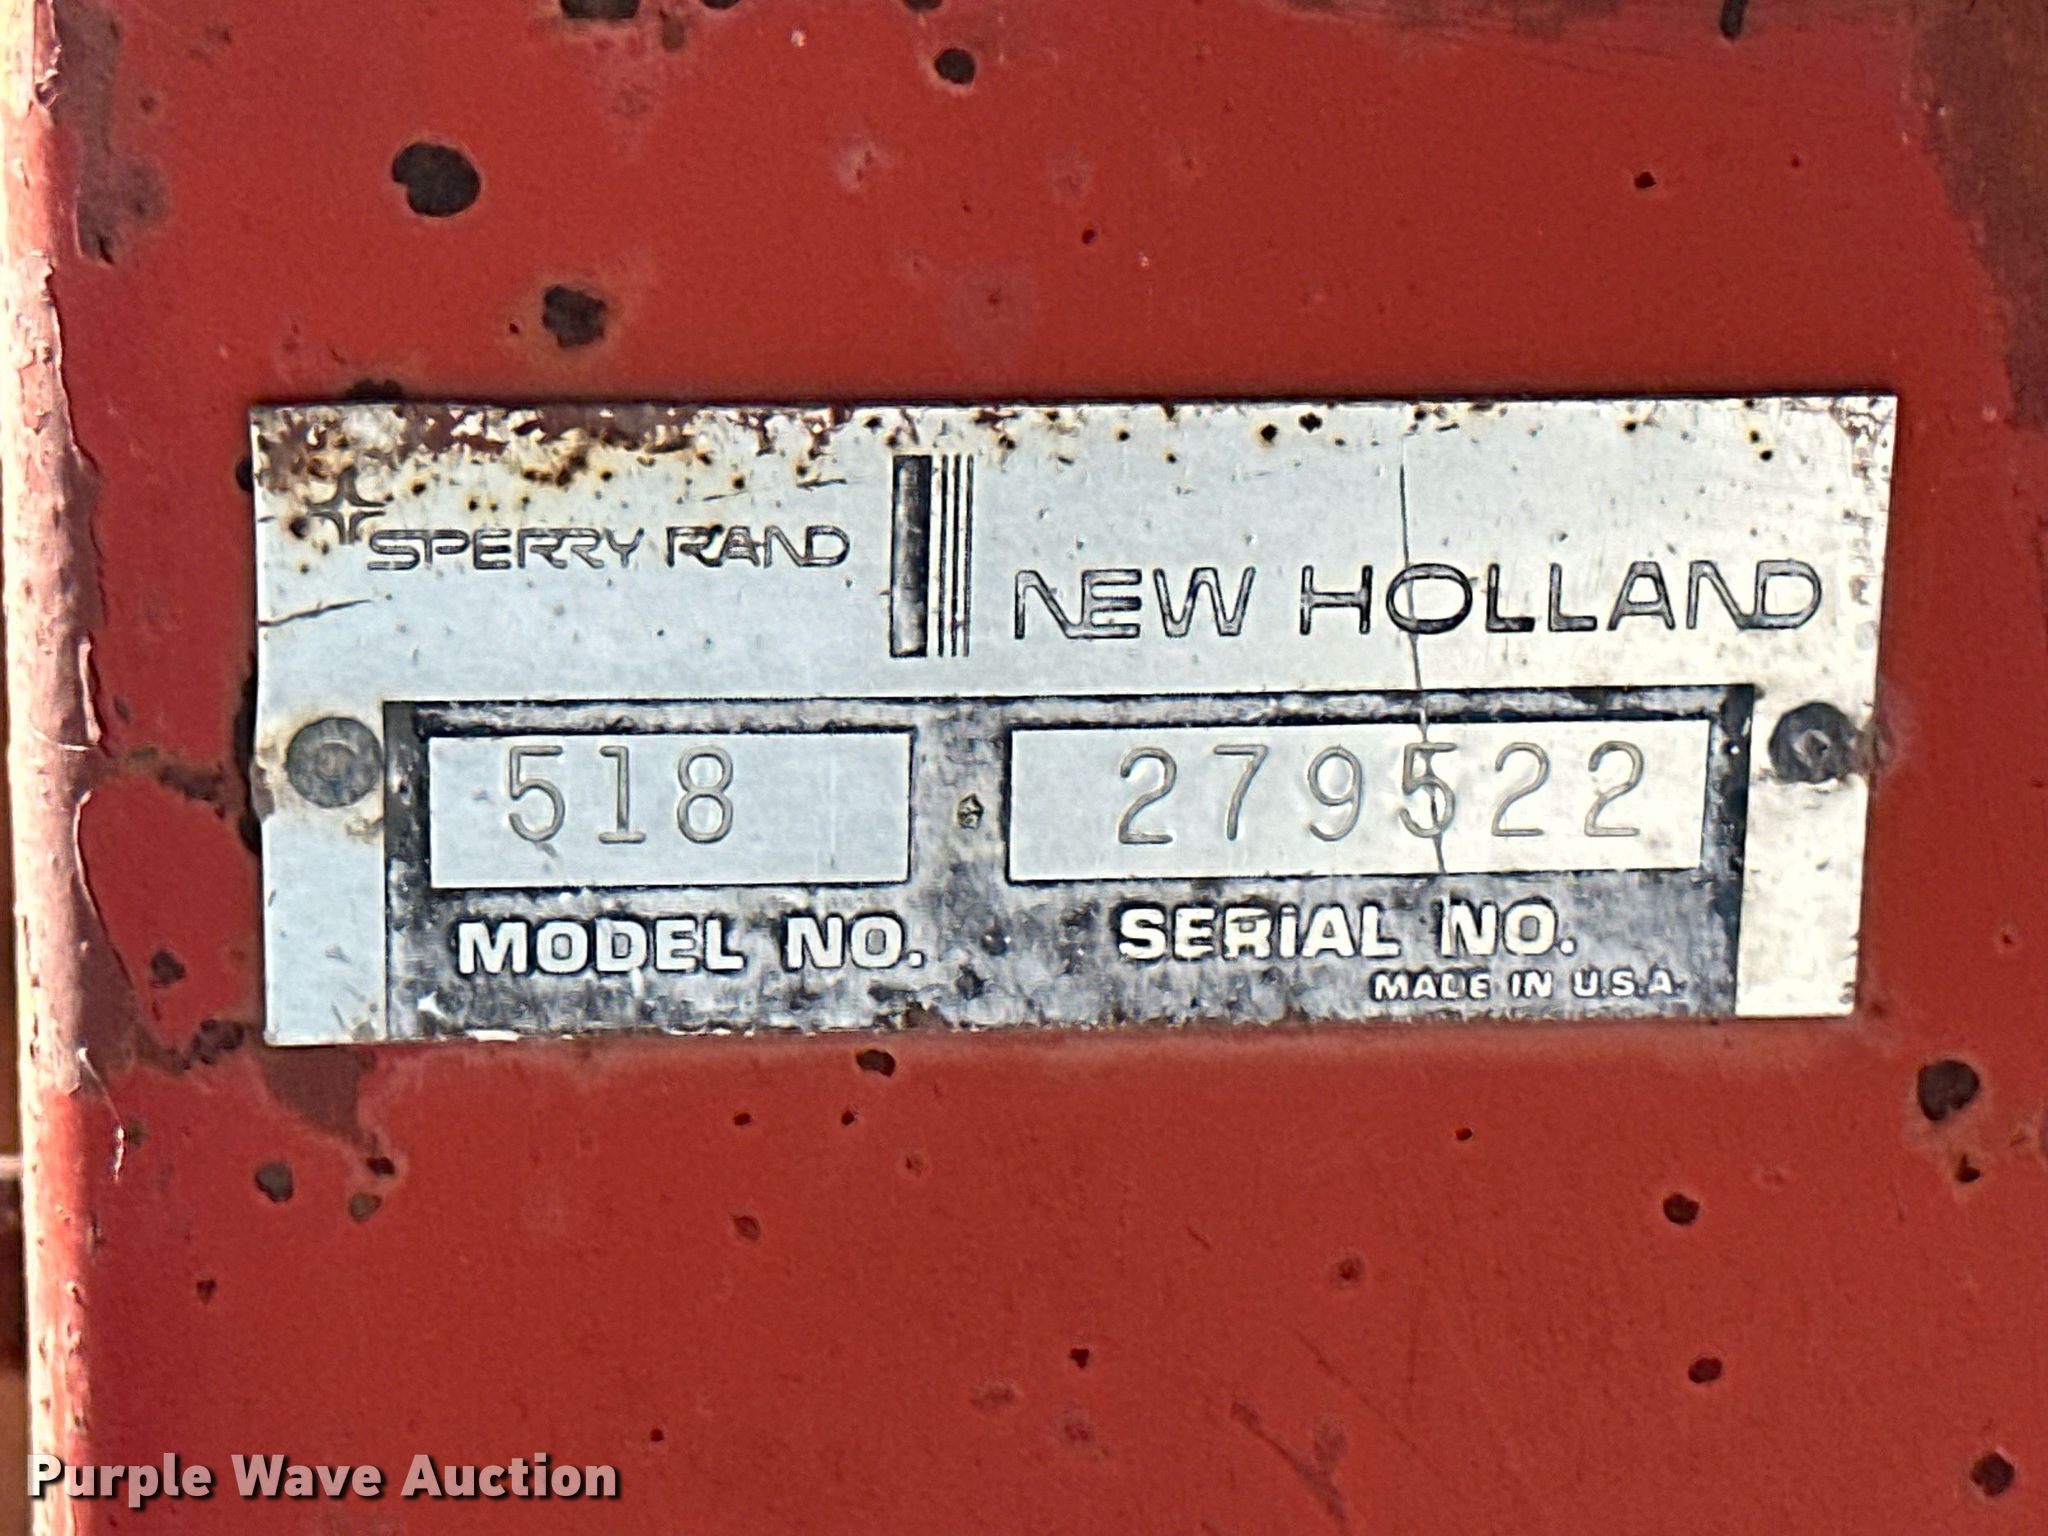 SPERRY RAND
NEW HOLLAND
518
279522
MODEL NO.
SERIAL NO.
MADE IN U.S.A.
Purple Wave Auction